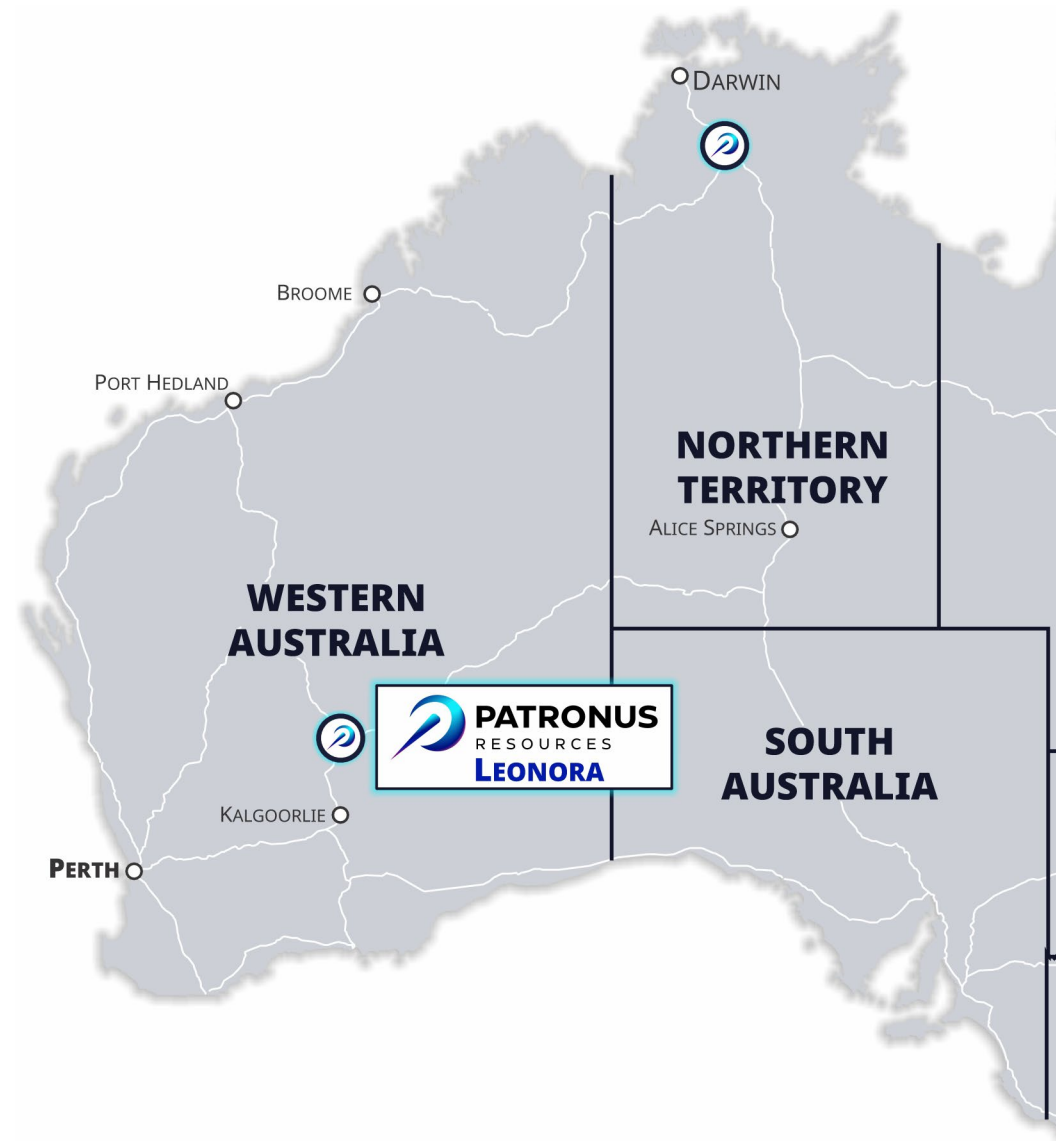 DARWIN
BROOME
PORT HEDLAND
NORTHERN
TERRITORY
ALICE SPRINGS
WESTERN
AUSTRALIA
PATRONUS
RESOURCES
LEONORA
SOUTH
AUSTRALIA
KALGOORLIE
PERTH